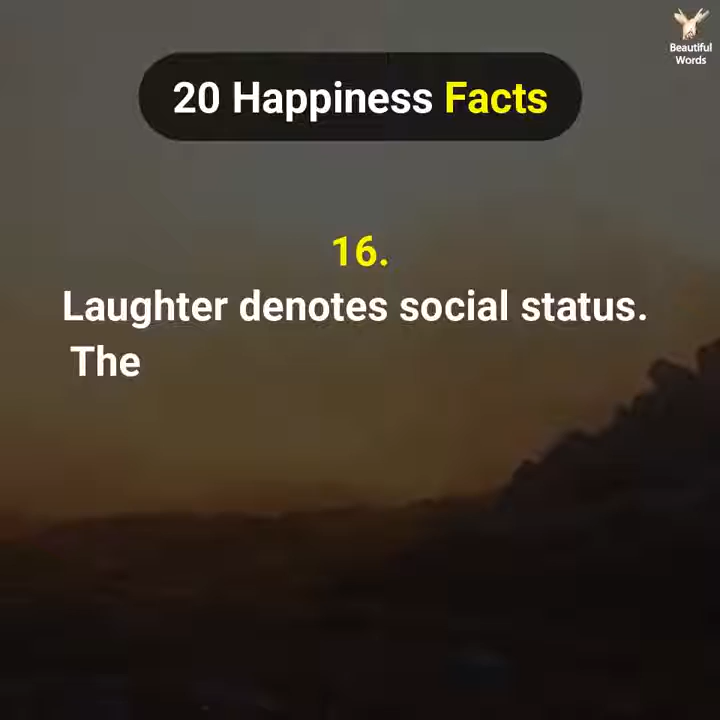 Beautiful
Words
20 Happiness Facts
16.
Laughter denotes social status.
The